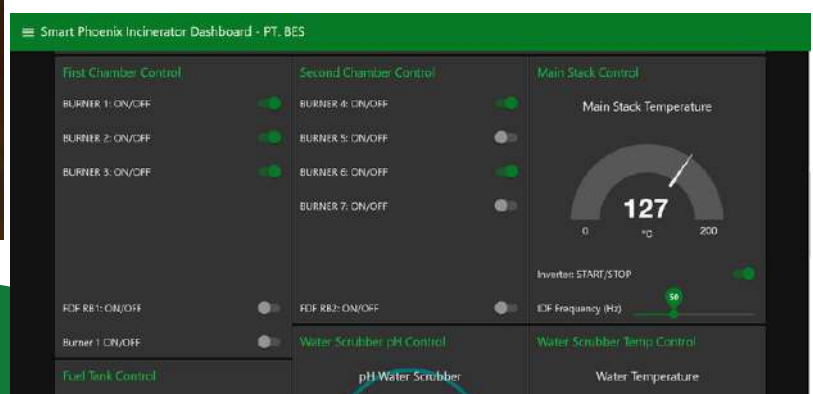 Smart Phoenix Incinerator Dashboard - PT. BES
First Chamber Control
BURNER 1: ON/OFF
BURNER 2: ON/OFF
BURNER 3: ON/OFF
FDF RB1: ON/OFF
Burner 1 ON/OFF
Fuel Tank Control
Second Chamber Control
BURNER 4: ON/OFF
BURNER 5: ON/OFF
BURNER 6: ON/OFF
BURNER 7: ON/OFF
FDF RB2: ON/OFF
Water Scrubber pH Control
pH Water Scrubber
Main Stack Control
Main Stack Temperature
127
0
°C
200
Inverter: START/STOP
50
IDF Frequency (Hz)
Water Scrubber Temp Control
Water Temperature